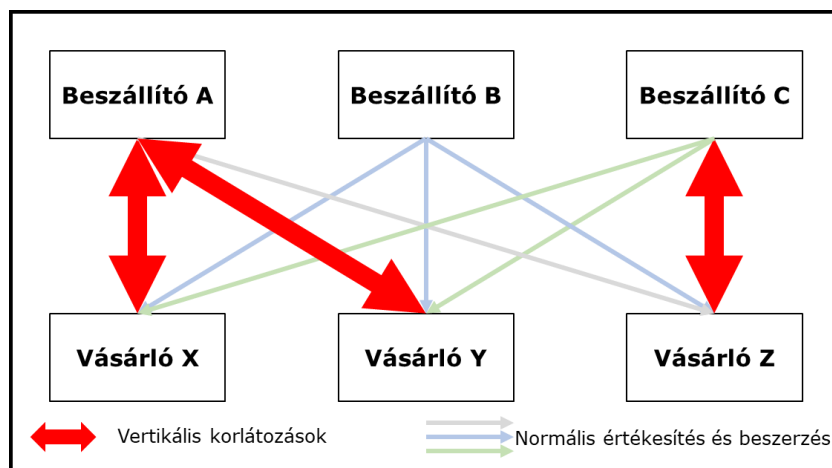 Beszállító A
Beszállító B
Beszállító C
Vásárló X
Vásárló Y
Vásárló Z
Vertikális korlátozások
Normális értékesítés és beszerzés